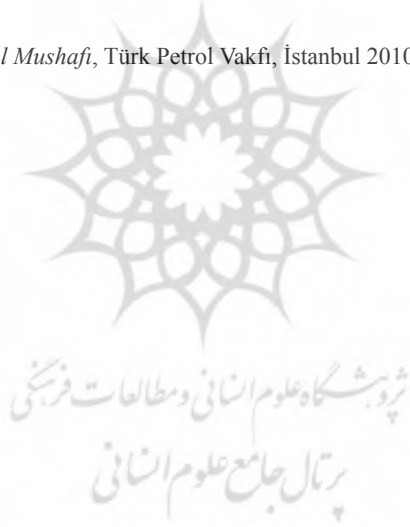 l Mushafı, Türk Petrol Vakfı, İstanbul 2010
پژوهشگاه علوم انسانی و مطالعات فرهنگی
پرتال جامع علوم انسانی